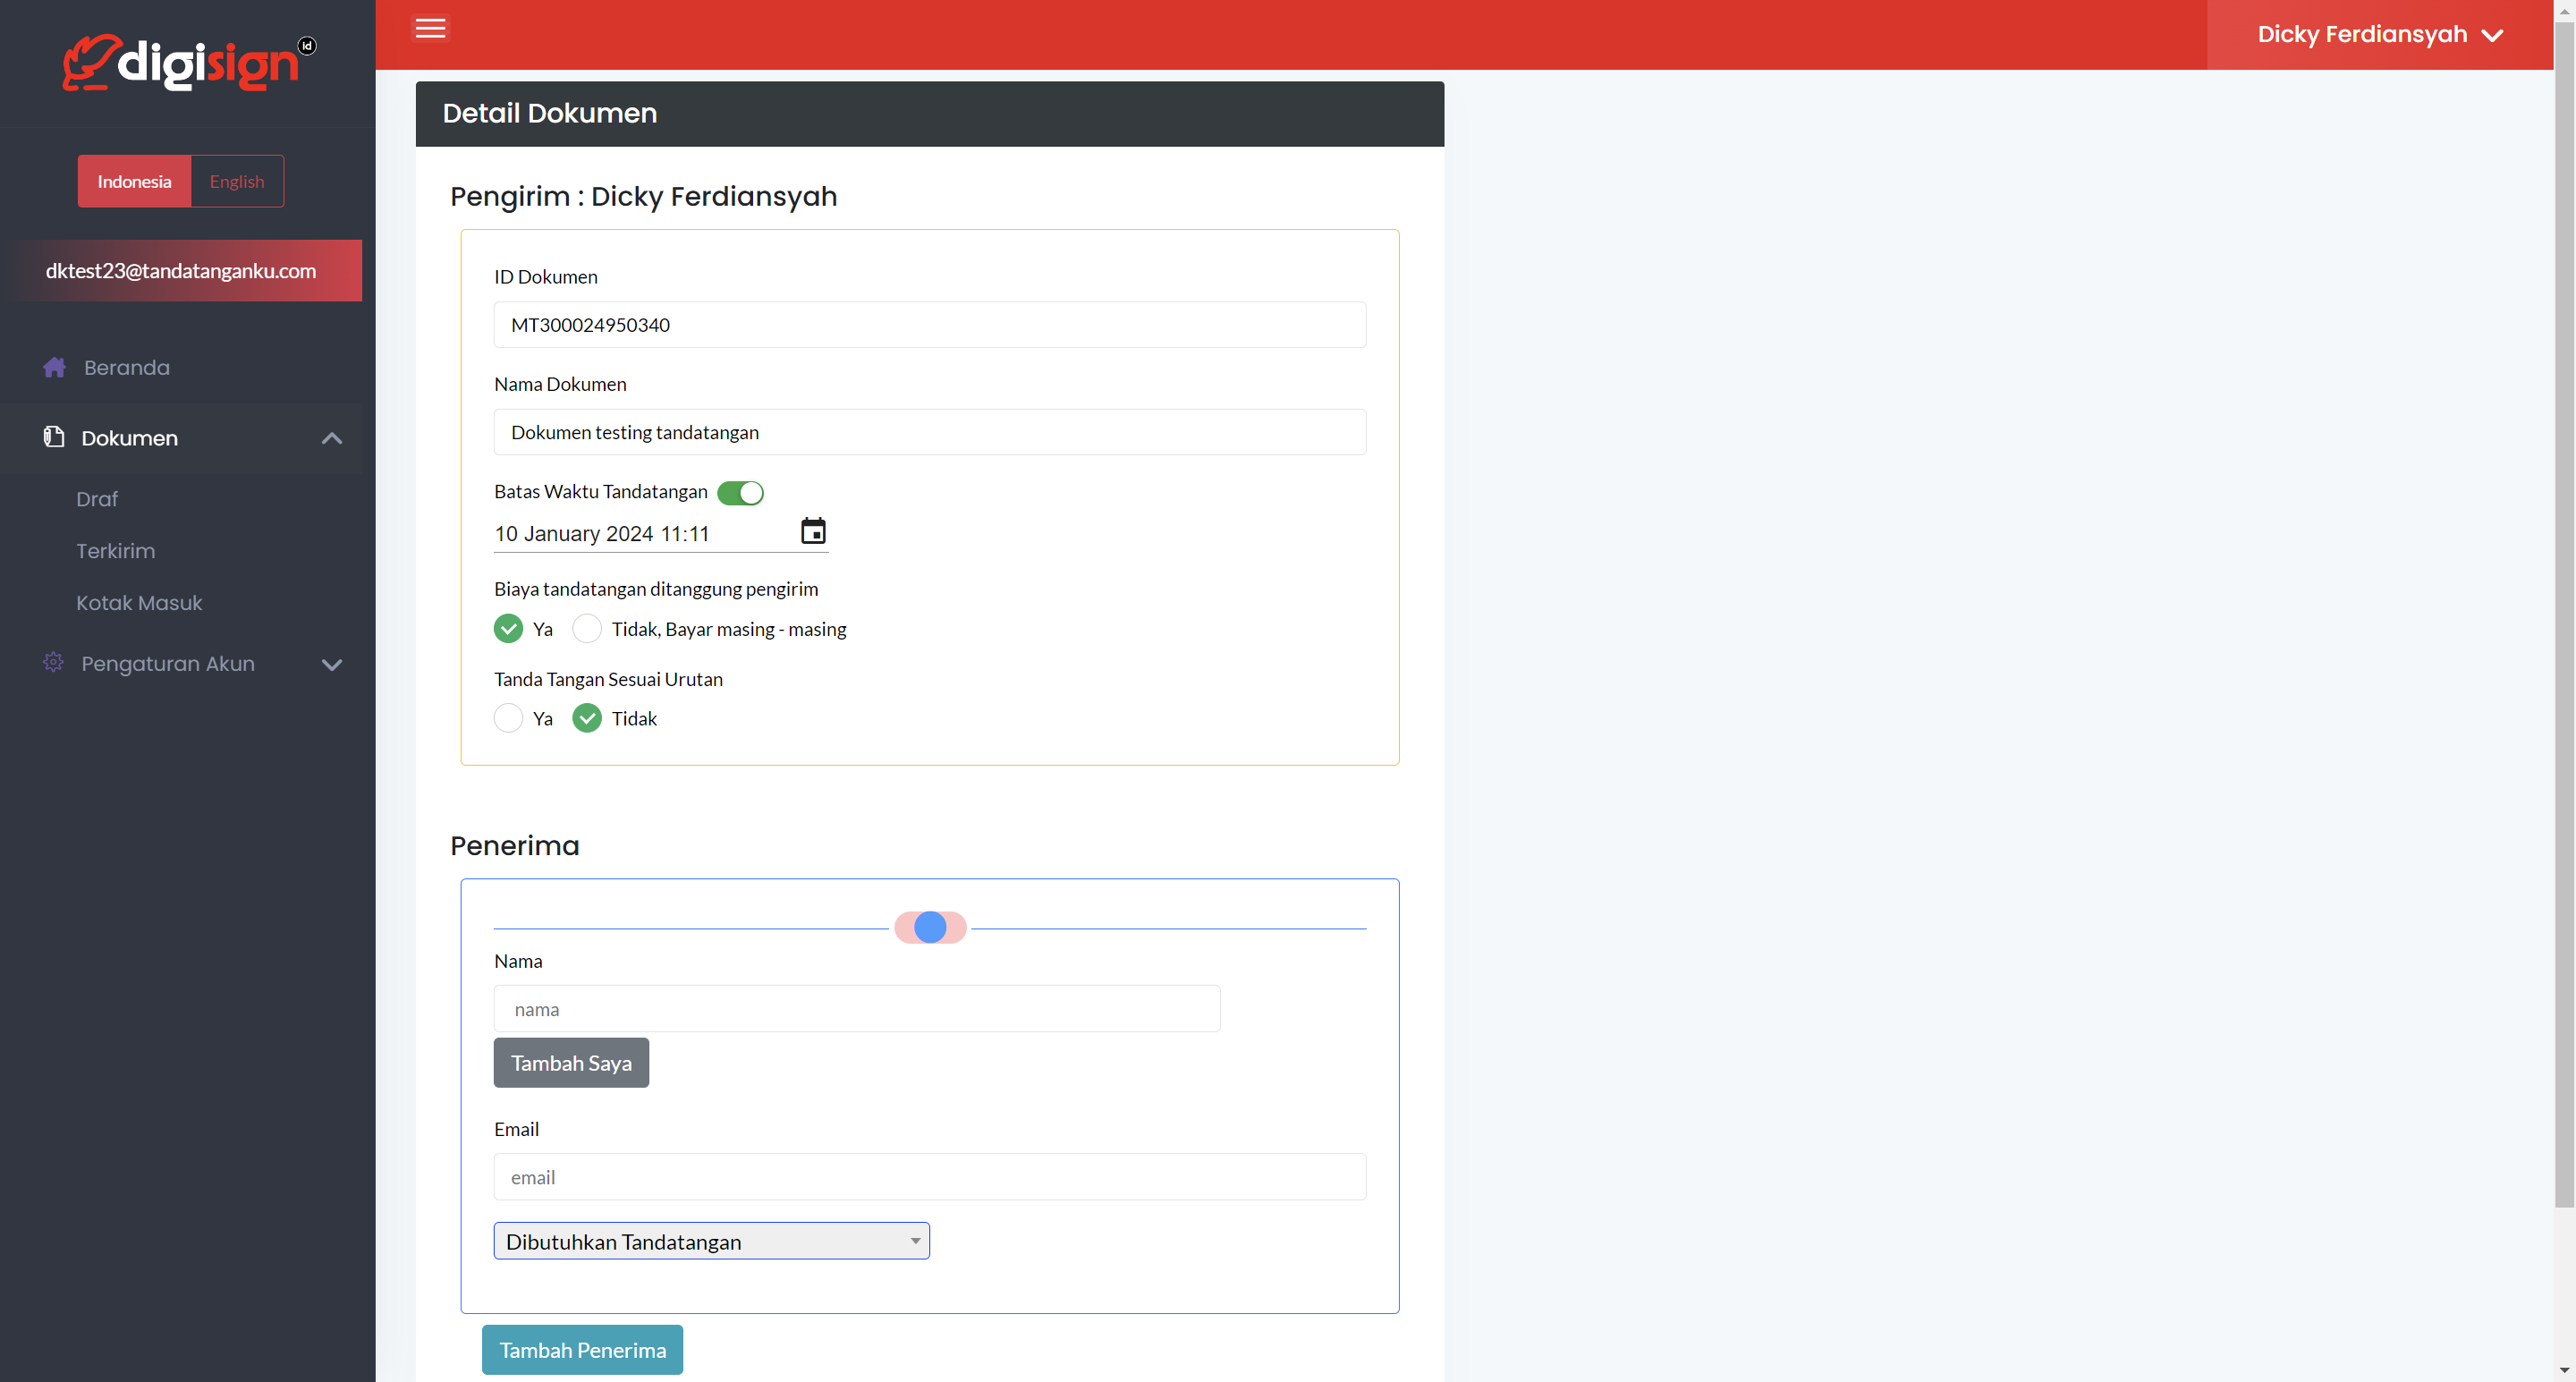 digisign id
Indonesia English
dktest23@tandatanganku.com
Beranda
Dokumen
Draf
Terkirim
Kotak Masuk
Pengaturan Akun
Dicky Ferdiansyah
Detail Dokumen
Pengirim : Dicky Ferdiansyah
ID Dokumen
MT300024950340
Nama Dokumen
Dokumen testing tandatangan
Batas Waktu Tandatangan
10 January 2024 11:11
Biaya tandatangan ditanggung pengirim
Ya Tidak, Bayar masing - masing
Tanda Tangan Sesuai Urutan
Ya Tidak
Penerima
Nama
nama
Tambah Saya
Email
email
Dibutuhkan Tandatangan
Tambah Penerima